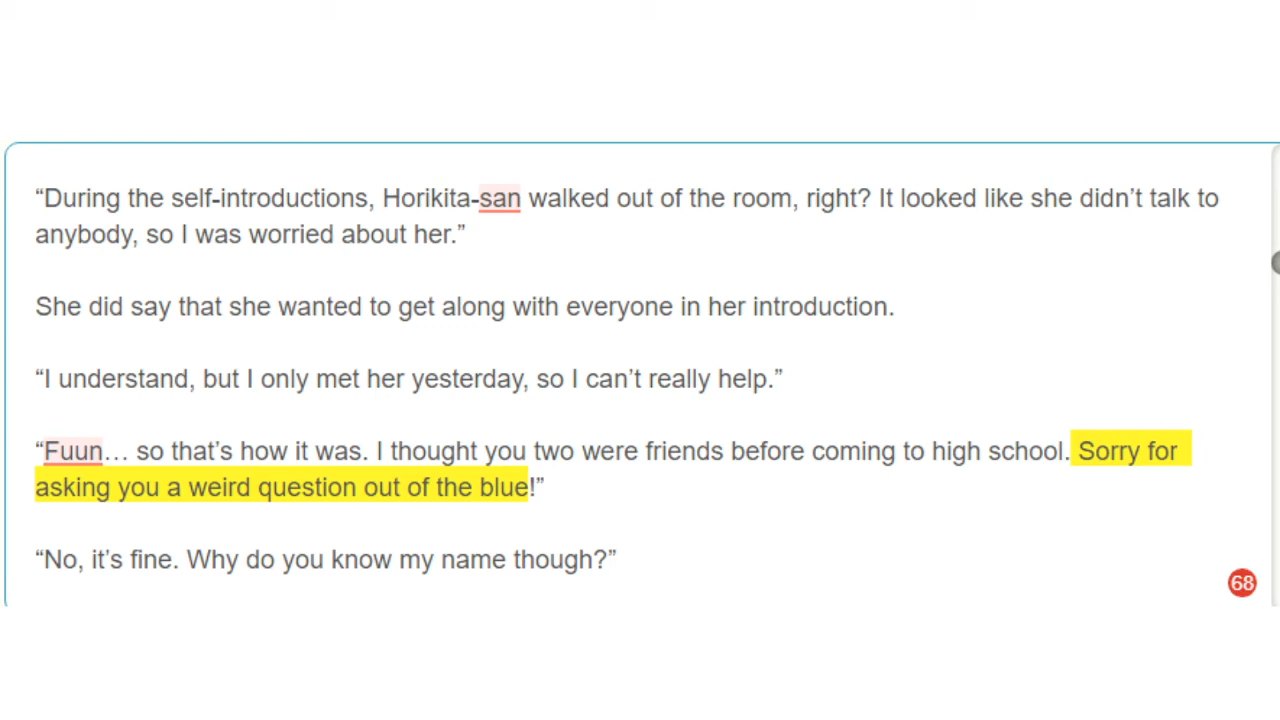 “During the self-introductions, Horikita-san walked out of the room, right? It looked like she didn’t talk to
anybody, so I was worried about her.”
She did say that she wanted to get along with everyone in her introduction.
“I understand, but I only met her yesterday, so I can’t really help.”
“Fuun… so that’s how it was. I thought you two were friends before coming to high school. Sorry for
asking you a weird question out of the blue!”
“No, it’s fine. Why do you know my name though?”
68